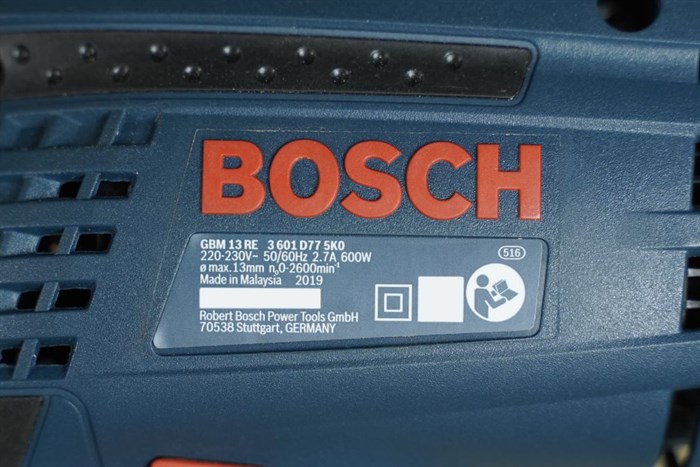 BOSCH
GBM 13 RE 3 601 D77 5K0
220-230V~ 50/60Hz 2.7A 600W
ø max. 13mm n₀0-2600min⁻¹
Made in Malaysia 2019
516
Robert Bosch Power Tools GmbH
70538 Stuttgart, GERMANY